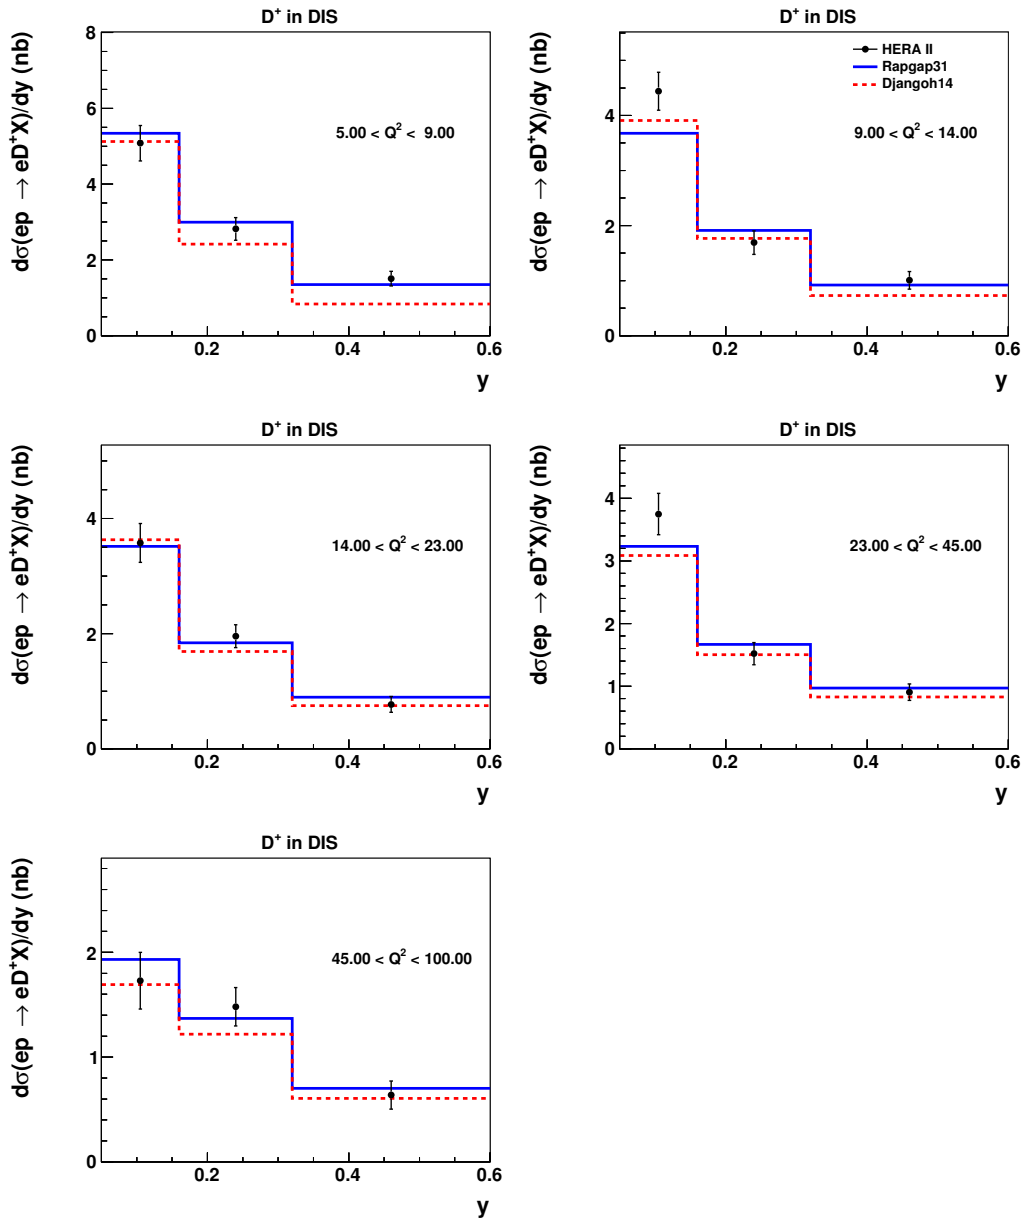 D⁺ in DIS
dσ(ep → eD⁺X)/dy (nb)
8
6
4
2
0
5.00 < Q² < 9.00
0.2 0.4 0.6
y
D⁺ in DIS
dσ(ep → eD⁺X)/dy (nb)
4
2
0
HERA II
Rapgap31
Djangoh14
9.00 < Q² < 14.00
0.2 0.4 0.6
y
D⁺ in DIS
dσ(ep → eD⁺X)/dy (nb)
4
2
0
14.00 < Q² < 23.00
0.2 0.4 0.6
y
D⁺ in DIS
dσ(ep → eD⁺X)/dy (nb)
4
3
2
1
0
23.00 < Q² < 45.00
0.2 0.4 0.6
y
D⁺ in DIS
dσ(ep → eD⁺X)/dy (nb)
2
1
0
45.00 < Q² < 100.00
0.2 0.4 0.6
y